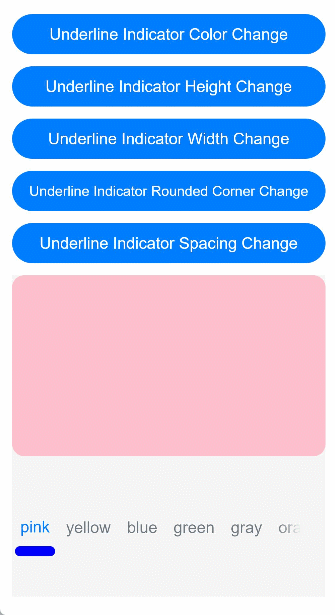 Underline Indicator Color Change
Underline Indicator Height Change
Underline Indicator Width Change
Underline Indicator Rounded Corner Change
Underline Indicator Spacing Change
pink yellow blue green gray ora